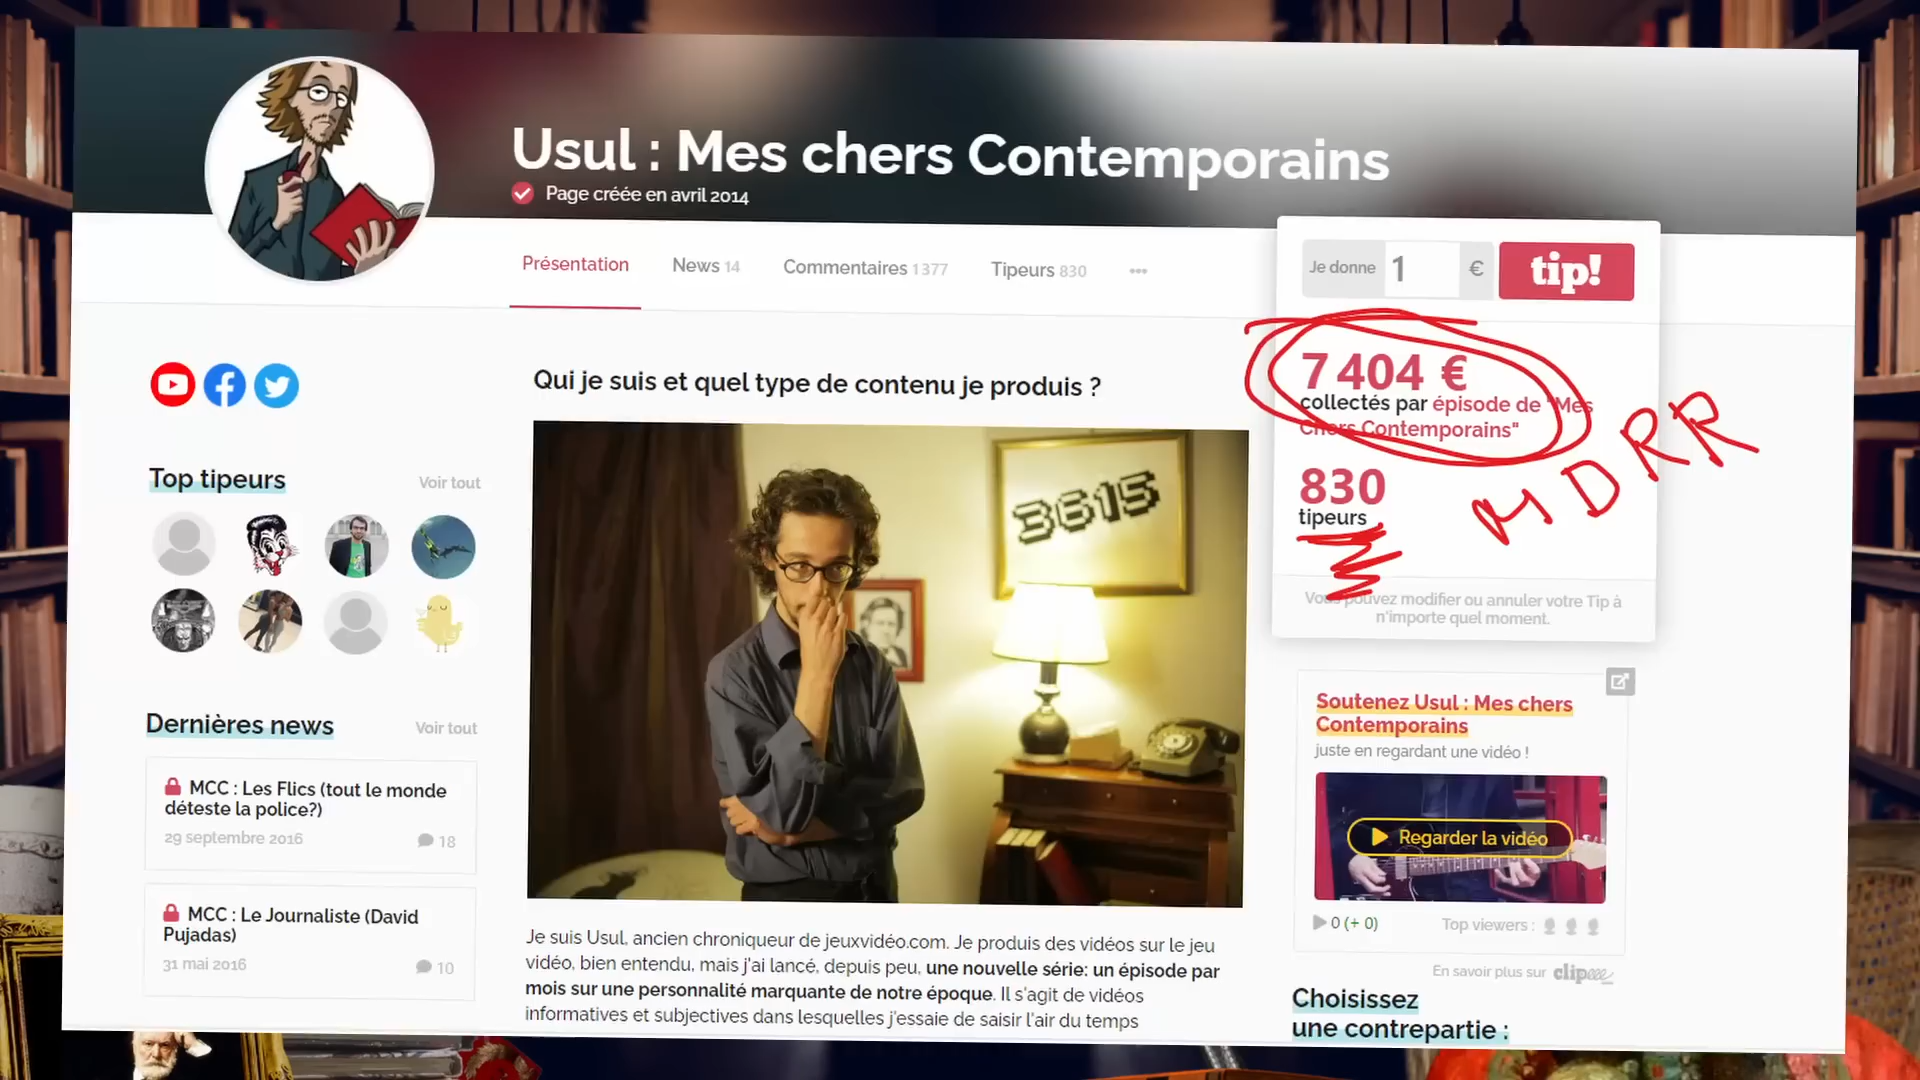 Usul : Mes chers Contemporains
Page créée en avril 2014
Présentation
News 14
Commentaires 1377
Tipeurs 830
Je donne 1 €
tip!
7 404 €
collectés par épisode de "Mes
Chers Contemporains"
MDRR
830
tipeurs
Vous pouvez modifier ou annuler votre Tip à
n'importe quel moment.
Top tipeurs
Voir tout
Dernières news
Voir tout
MCC : Les Flics (tout le monde
déteste la police?)
29 septembre 2016
18
MCC : Le Journaliste (David
Pujadas)
31 mai 2016
10
Qui je suis et quel type de contenu je produis ?
3615
Je suis Usul, ancien chroniqueur de jeuxvidéo.com. Je produis des vidéos sur le jeu
vidéo, bien entendu, mais j'ai lancé, depuis peu, une nouvelle série: un épisode par
mois sur une personnalité marquante de notre époque. Il s'agit de vidéos
informatives et subjectives dans lesquelles j'essaie de saisir l'air du temps
Soutenez Usul : Mes chers
Contemporains
juste en regardant une vidéo !
Regarder la vidéo
0 (+ 0)
Top viewers :
En savoir plus sur clipeee
Choisissez
une contrepartie :